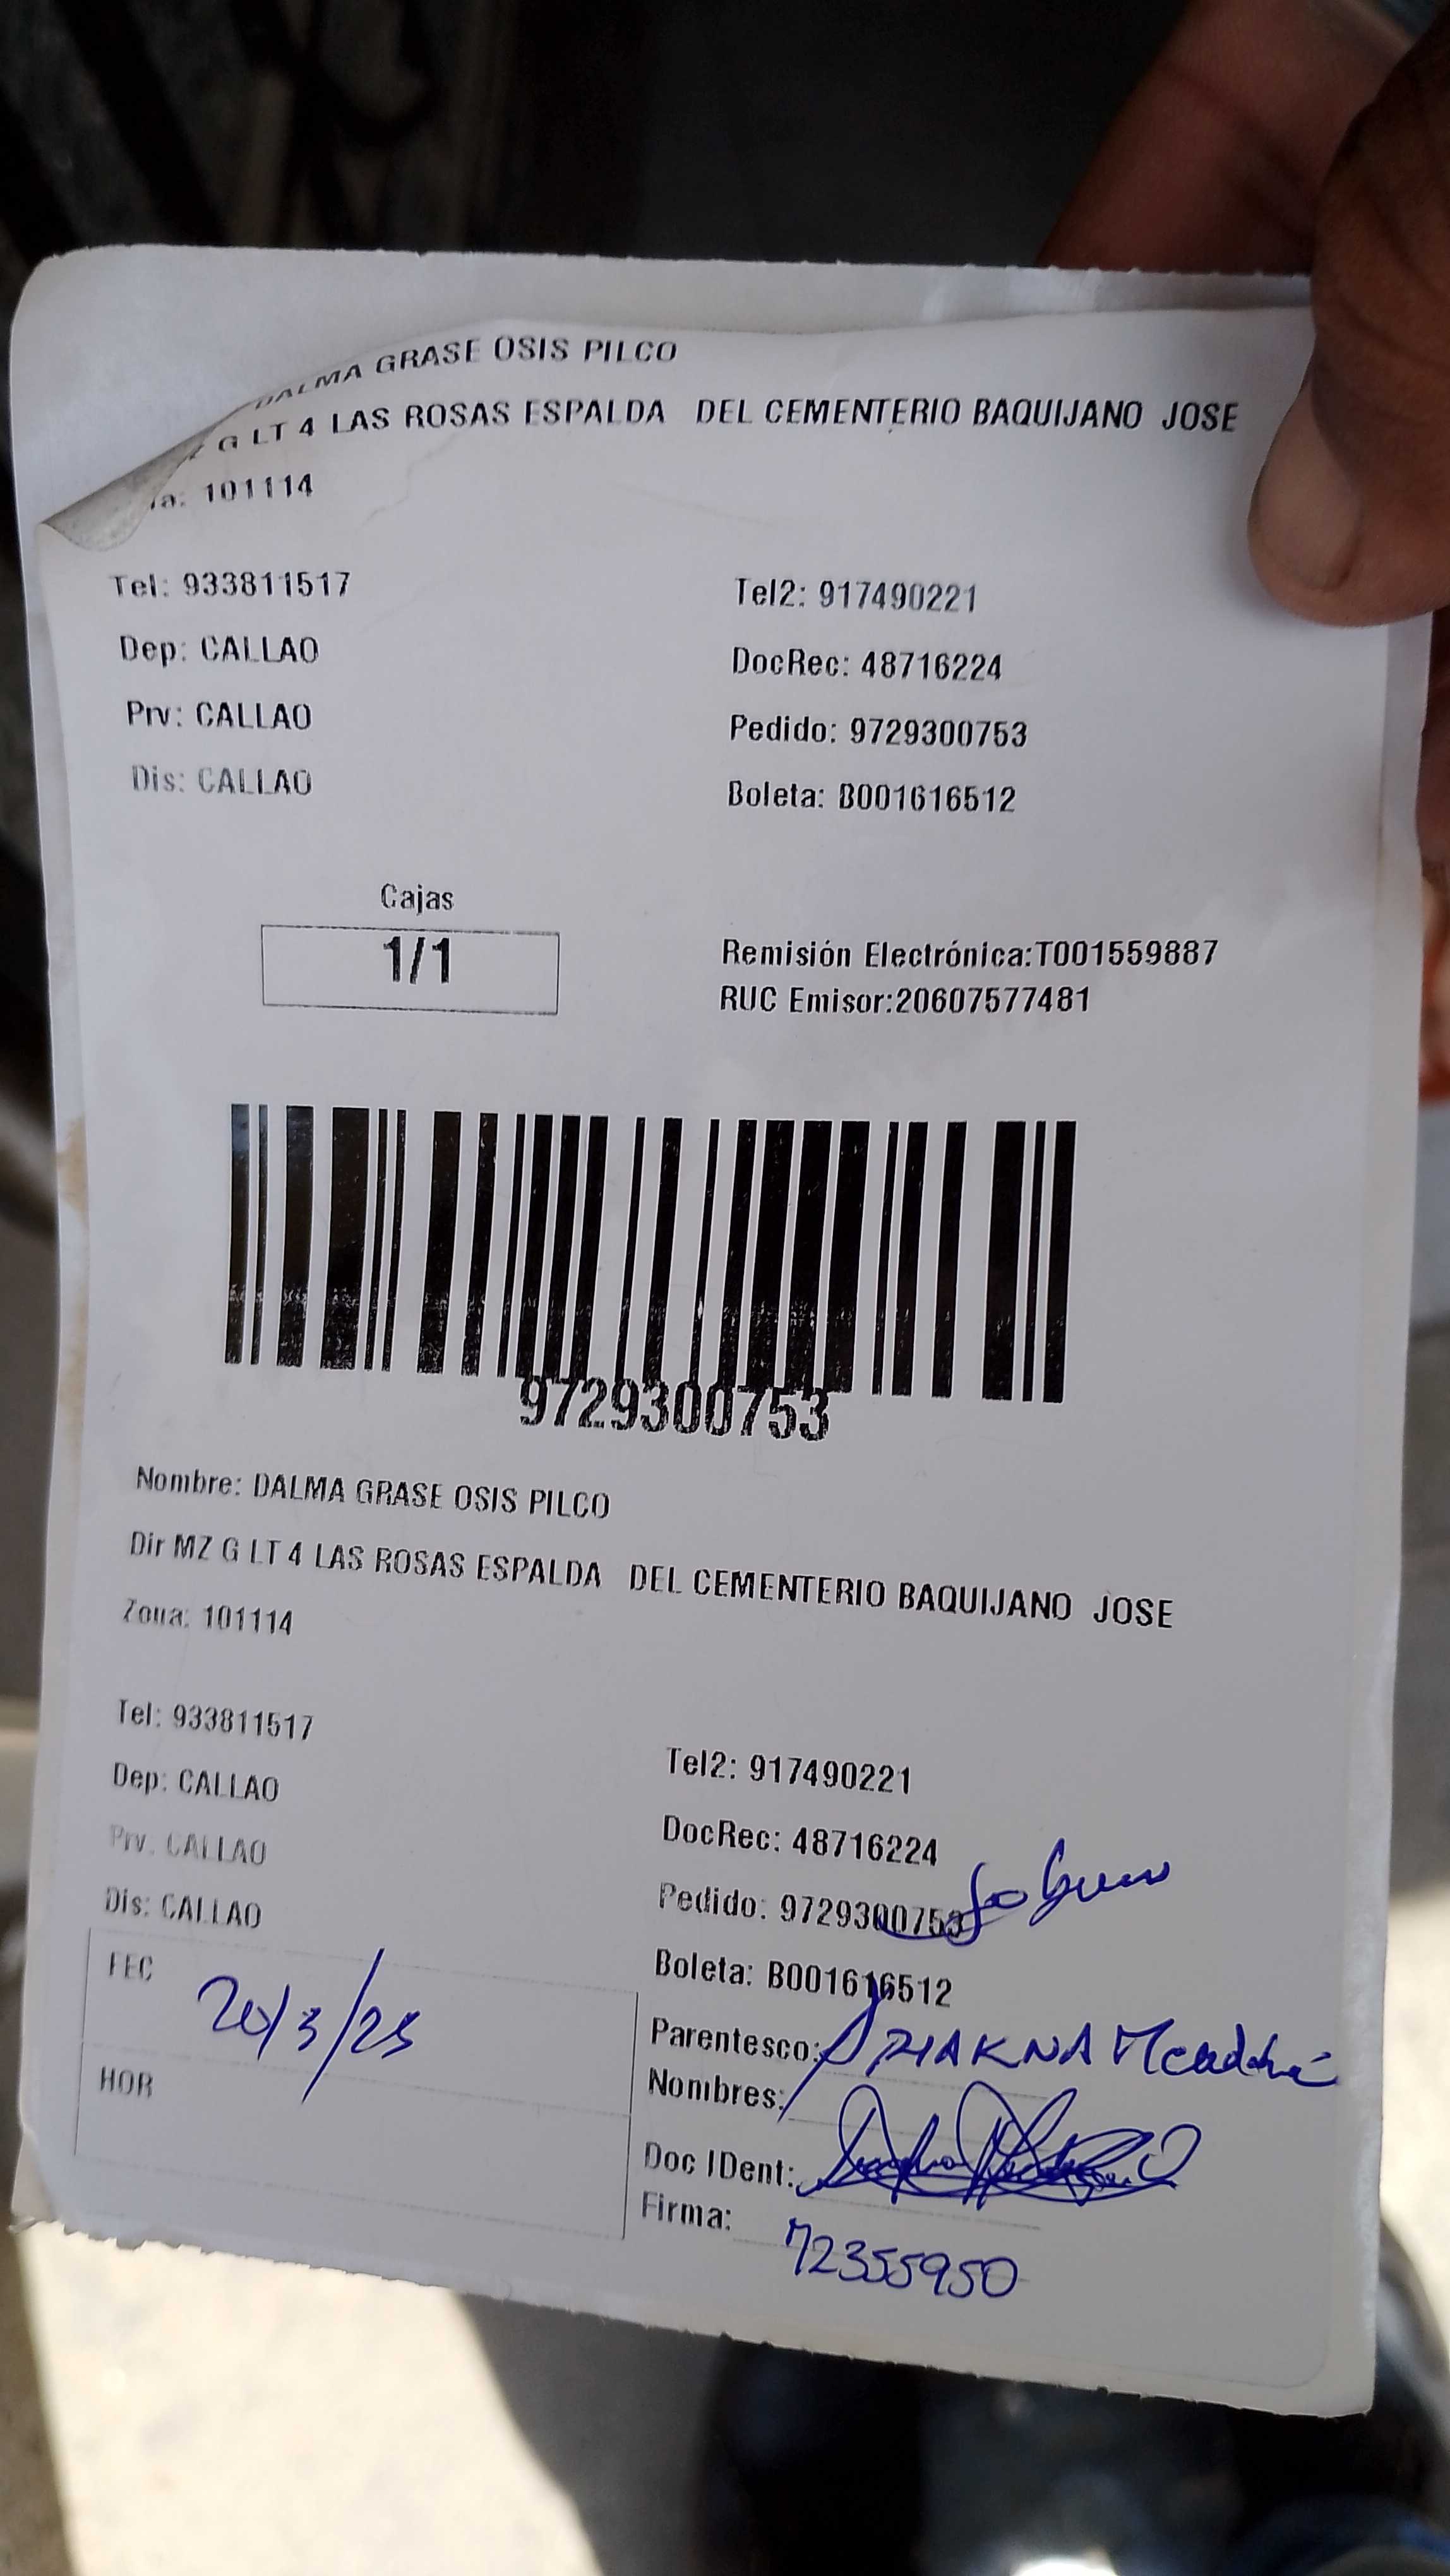 DALMA GRASE OSIS PILCO
G LT 4 LAS ROSAS ESPALDA DEL CEMENTERIO BAQUIJANO JOSE
a: 101114
Tel: 933811517
Tel2: 917490221
Dep: CALLAO
DocRec: 48716224
Prv: CALLAO
Pedido: 9729300753
Dis: CALLAO
Boleta: B001616512
Cajas
1/1
Remisión Electrónica:T001559887
RUC Emisor:20607577481
9729300753
Nombre: DALMA GRASE OSIS PILCO
Dir MZ G LT 4 LAS ROSAS ESPALDA DEL CEMENTERIO BAQUIJANO JOSE
Zona: 101114
Tel: 933811517
Tel2: 917490221
Dep: CALLAO
DocRec: 48716224
Prv. CALLAO
Pedido: 9729300753
Dis: CALLAO
Boleta: B001616512
FEC 20/3/25
Parentesco:
HOR
Nombres:
Doc IDent:
Firma:
72355950